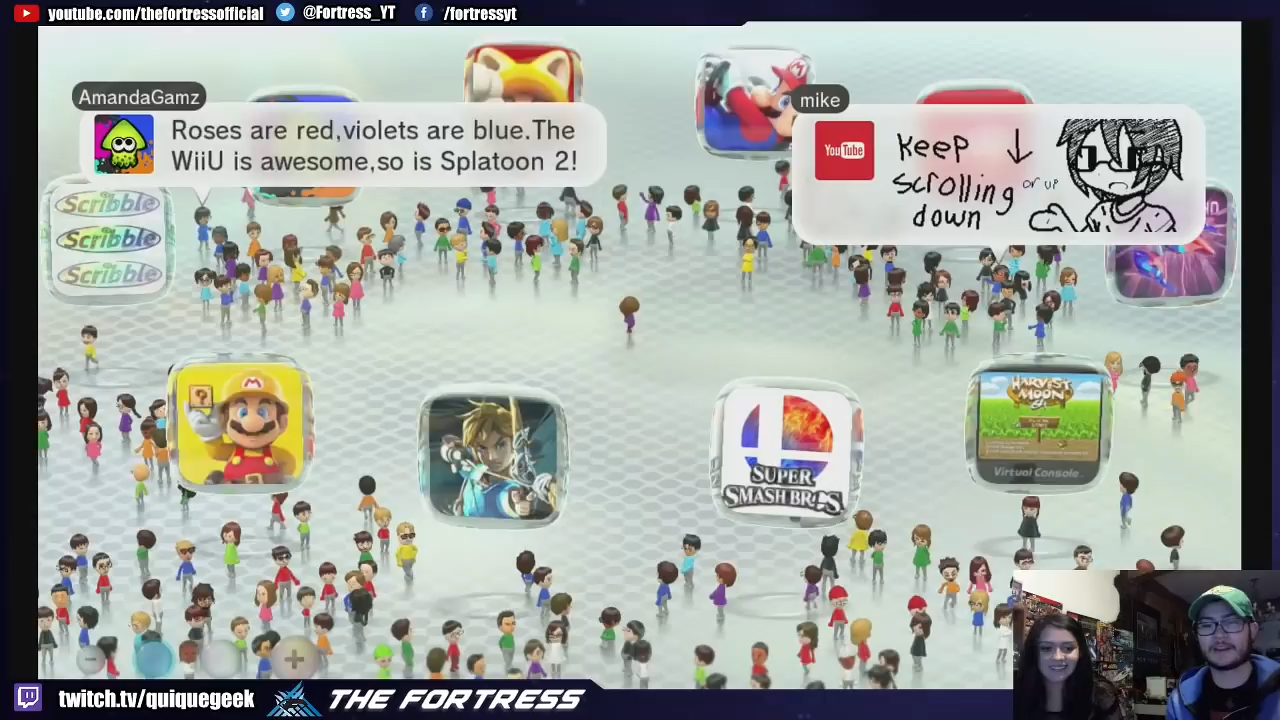 youtube.com/thefortressofficial @Fortress_YT /fortressyt
AmandaGamz
Roses are red,violets are blue.The
WiiU is awesome,so is Splatoon 2!
mike
YouTube
Keep ↓
scrolling or up
down
Scribble
Scribble
Scribble
HARVEST
MOON
Virtual Console
SUPER
SMASH BROS
twitch.tv/quiquegeek THE FORTRESS